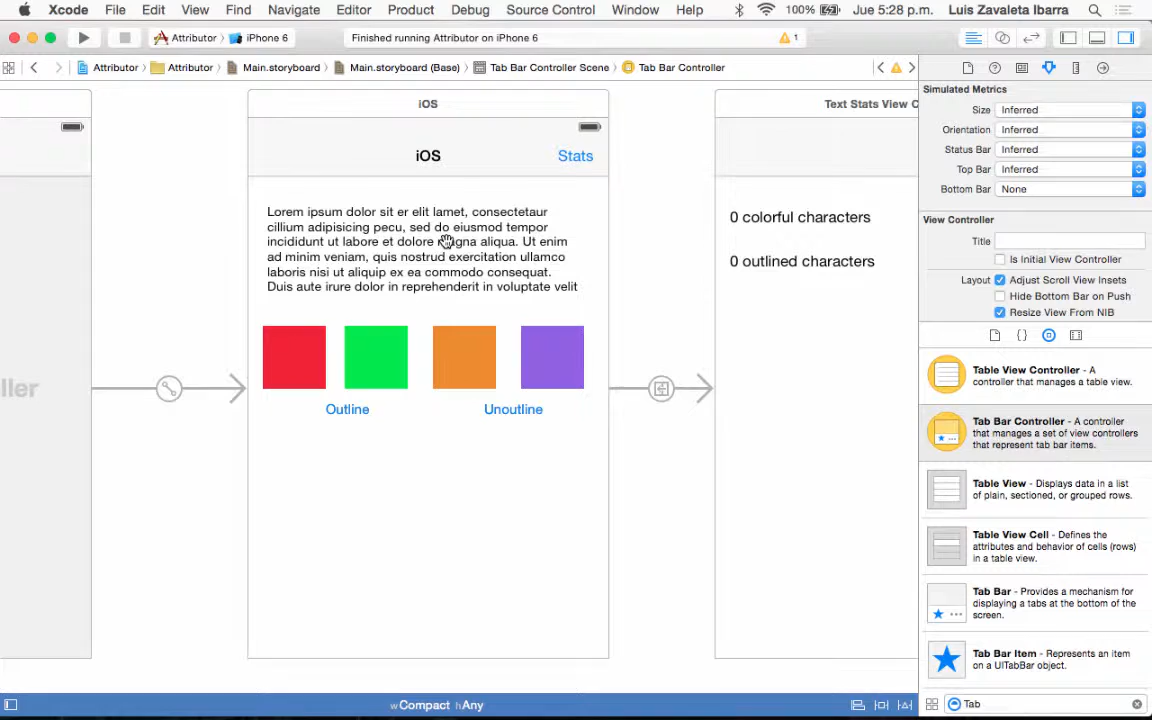 Xcode File Edit View Find Navigate Editor Product Debug Source Control Window Help 100% Jue 5:28 p.m. Luis Zavaleta Ibarra
Attributor iPhone 6 Finished running Attributor on iPhone 6 1
Attributor Attributor Main.storyboard Main.storyboard (Base) Tab Bar Controller Scene Tab Bar Controller
iOS
Text Stats View C
iOS
Stats
Lorem ipsum dolor sit er elit lamet, consectetaur
cillium adipisicing pecu, sed do eiusmod tempor
incididunt ut labore et dolore magna aliqua. Ut enim
ad minim veniam, quis nostrud exercitation ullamco
laboris nisi ut aliquip ex ea commodo consequat.
Duis aute irure dolor in reprehenderit in voluptate velit
Outline
Unoutline
ller
0 colorful characters
0 outlined characters
Simulated Metrics
Size Inferred
Orientation Inferred
Status Bar Inferred
Top Bar Inferred
Bottom Bar None
View Controller
Title
Is Initial View Controller
Layout Adjust Scroll View Insets
Hide Bottom Bar on Push
Resize View From NIB
Table View Controller - A
controller that manages a table view.
Tab Bar Controller - A controller
that manages a set of view controllers
that represent tab bar items.
Table View - Displays data in a list
of plain, sectioned, or grouped rows.
Table View Cell - Defines the
attributes and behavior of cells (rows)
in a table view.
Tab Bar - Provides a mechanism for
displaying a tabs at the bottom of the
screen.
Tab Bar Item - Represents an item
on a UITabBar object.
wCompact hAny
Tab